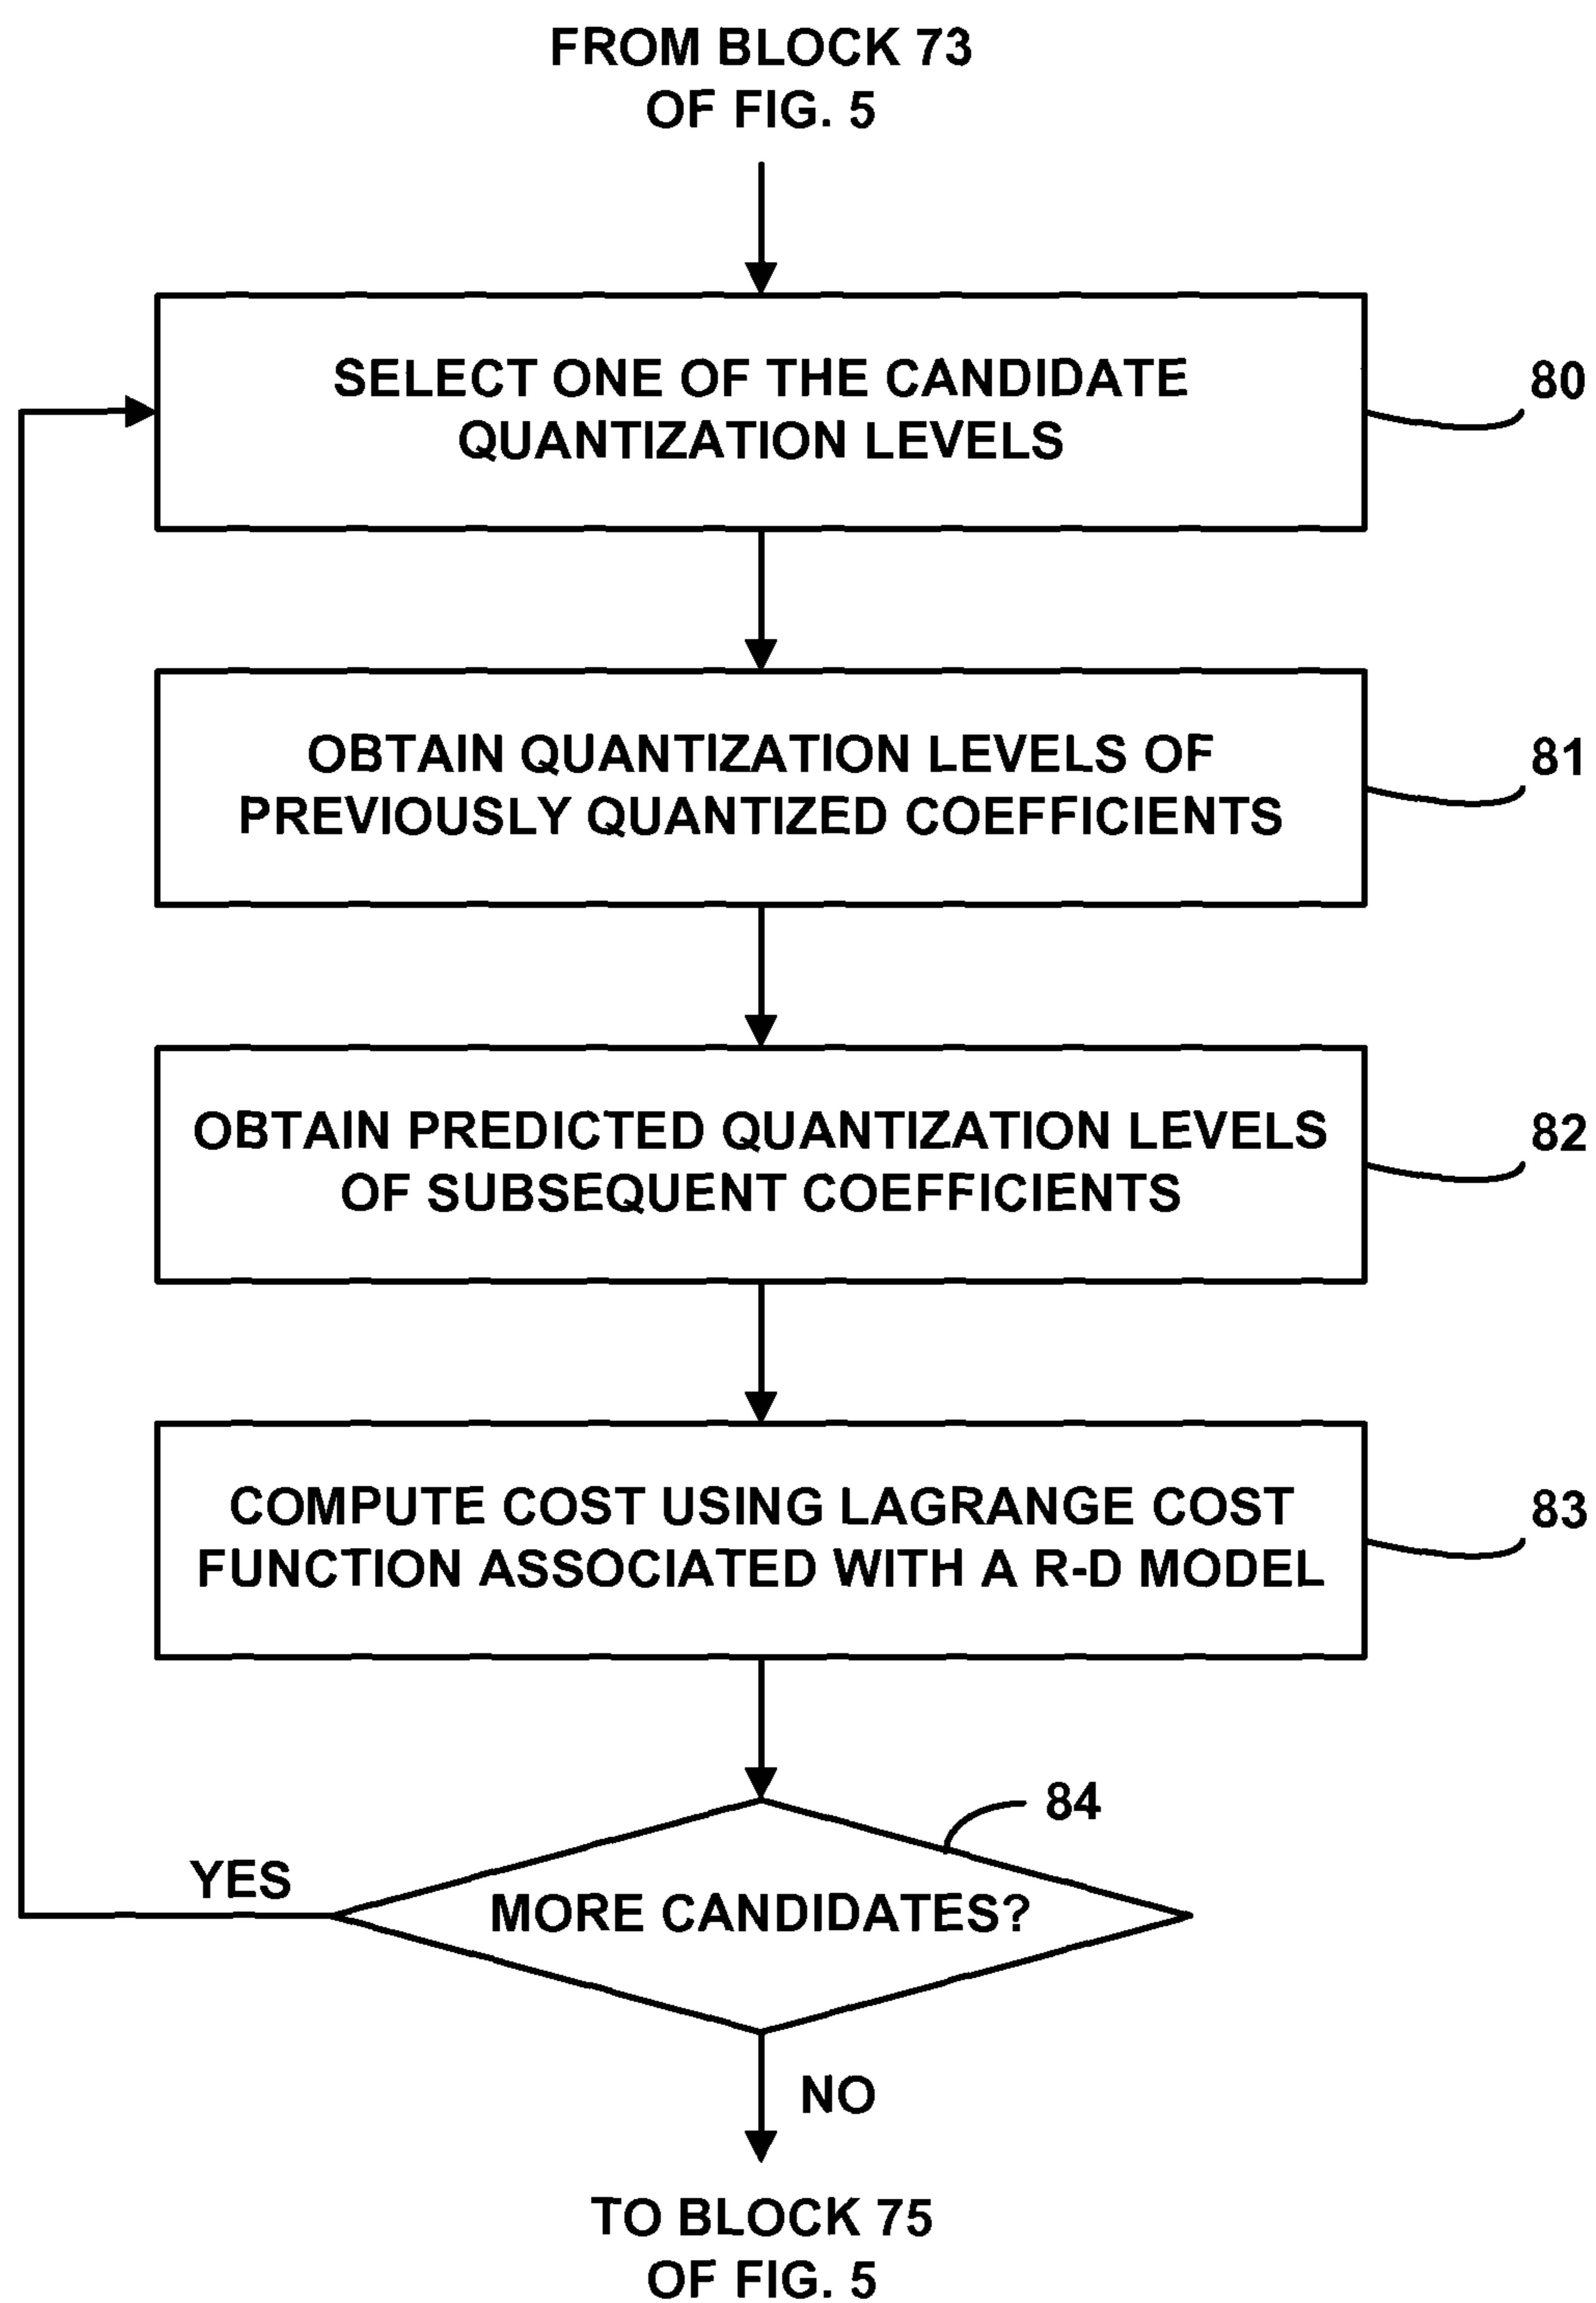 FROM BLOCK 73
OF FIG. 5
SELECT ONE OF THE CANDIDATE
QUANTIZATION LEVELS
80
OBTAIN QUANTIZATION LEVELS OF
PREVIOUSLY QUANTIZED COEFFICIENTS
81
OBTAIN PREDICTED QUANTIZATION LEVELS
OF SUBSEQUENT COEFFICIENTS
82
COMPUTE COST USING LAGRANGE COST
FUNCTION ASSOCIATED WITH A R-D MODEL
83
84
YES
MORE CANDIDATES?
NO
TO BLOCK 75
OF FIG. 5